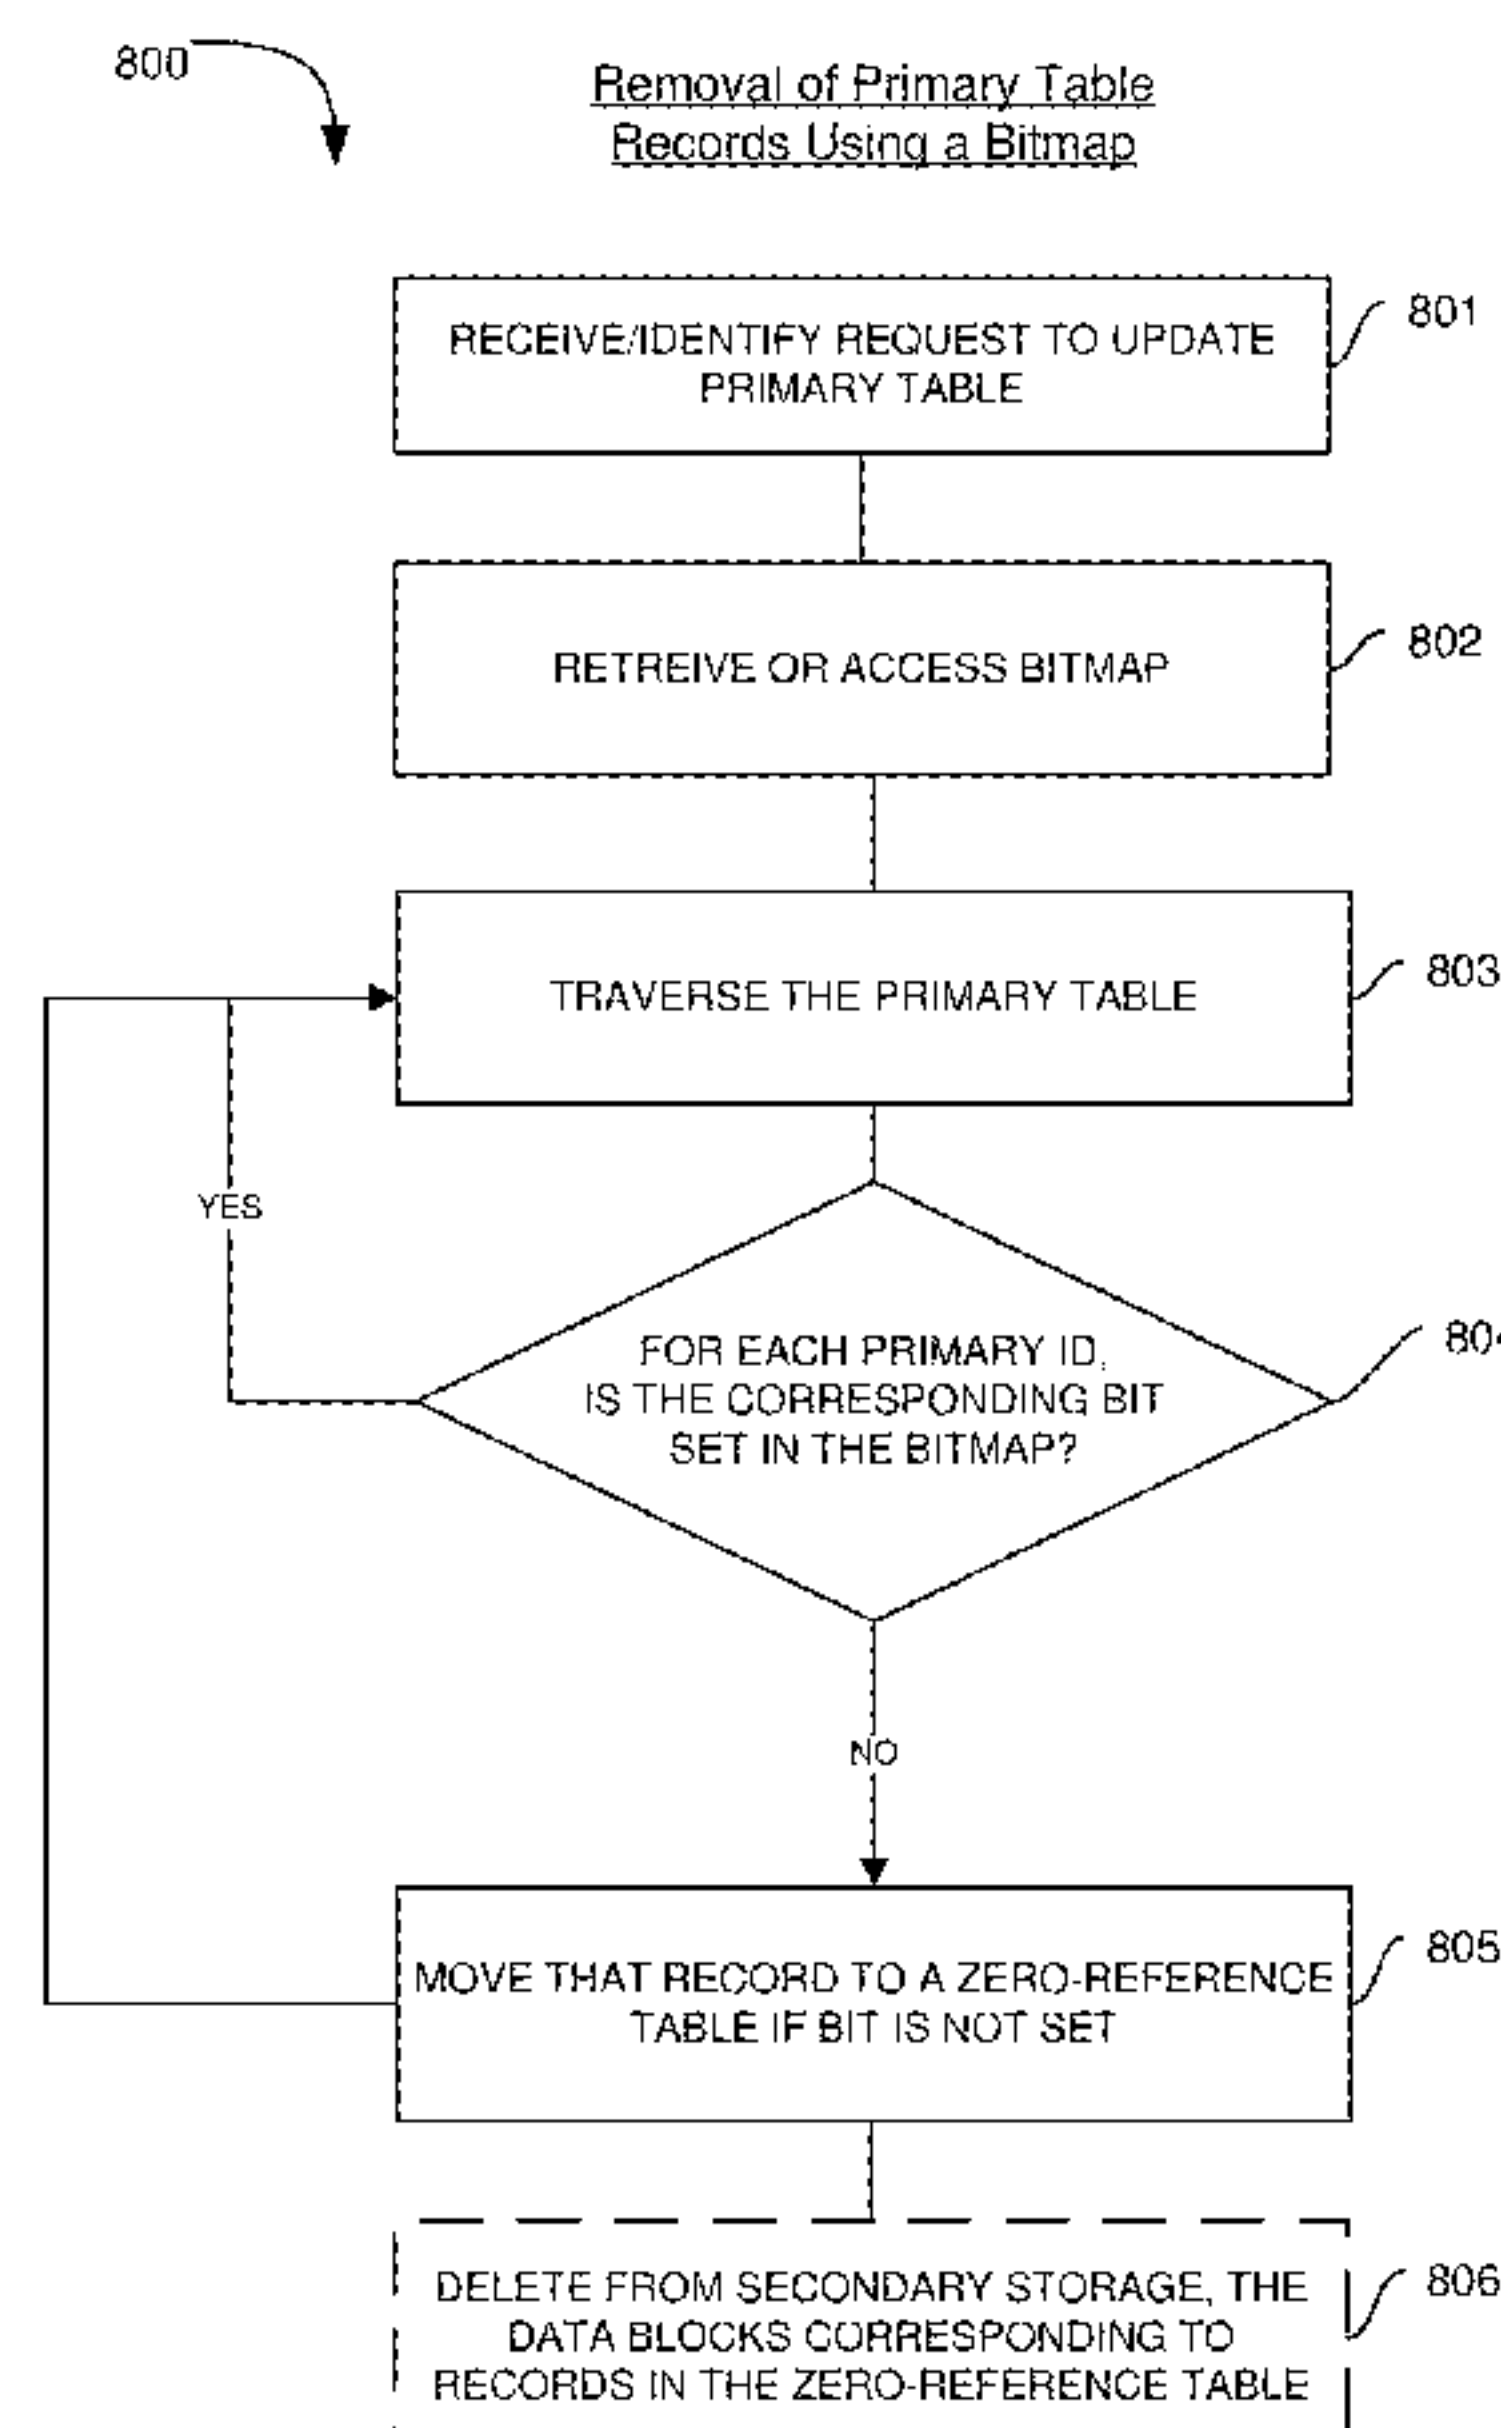 800
Removal of Primary Table
Records Using a Bitmap
RECEIVE/IDENTIFY REQUEST TO UPDATE
PRIMARY TABLE
801
RETREIVE OR ACCESS BITMAP
802
TRAVERSE THE PRIMARY TABLE
803
YES
FOR EACH PRIMARY ID,
IS THE CORRESPONDING BIT
SET IN THE BITMAP?
NO
MOVE THAT RECORD TO A ZERO-REFERENCE
TABLE IF BIT IS NOT SET
805
DELETE FROM SECONDARY STORAGE, THE
DATA BLOCKS CORRESPONDING TO
RECORDS IN THE ZERO-REFERENCE TABLE
806